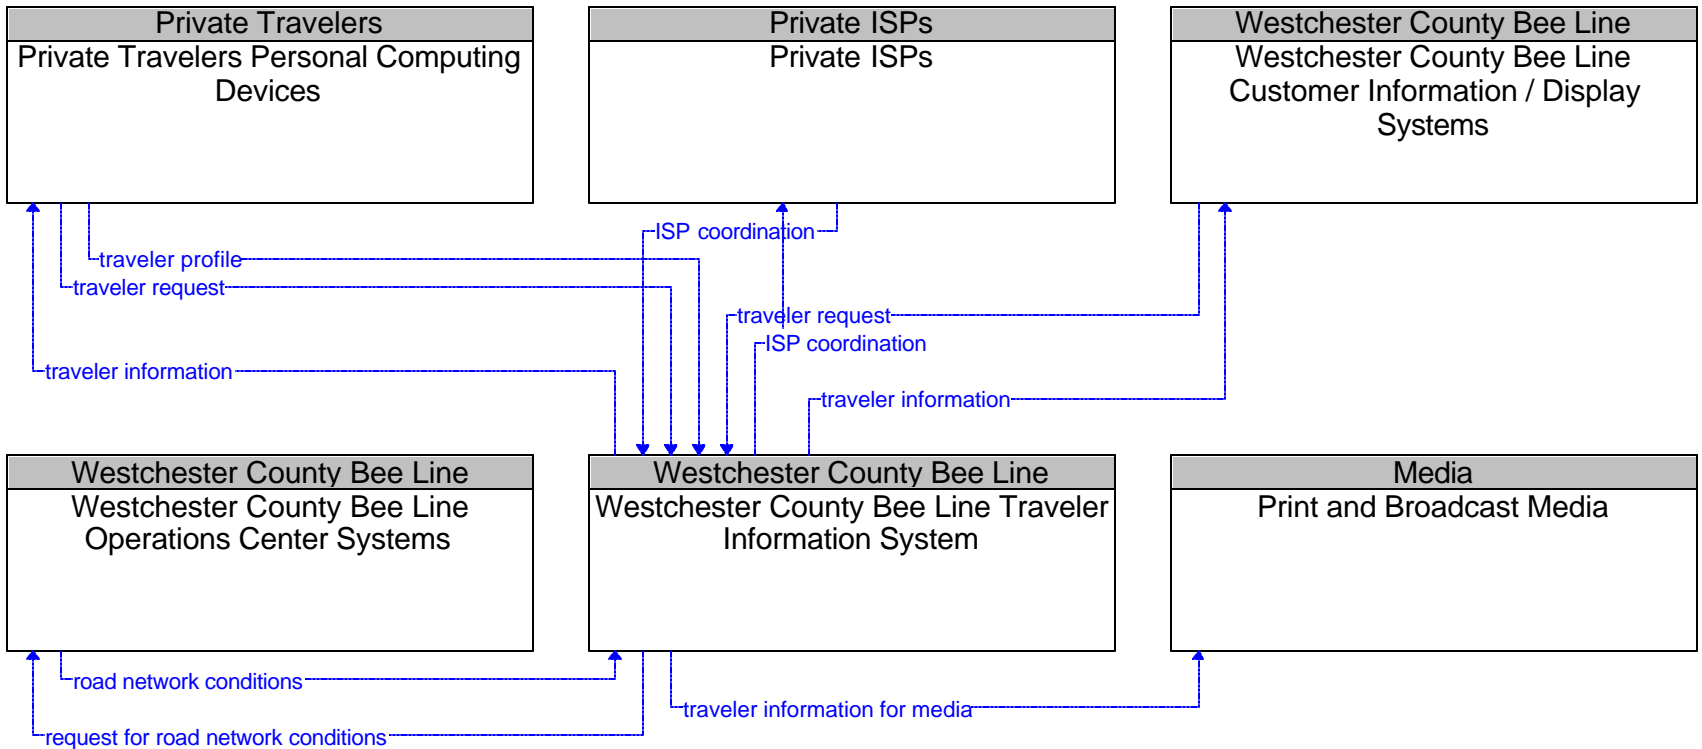 Private Travelers
Private Travelers Personal Computing
Devices
Private ISPs
Private ISPs
Westchester County Bee Line
Westchester County Bee Line
Customer Information / Display
Systems
ISP coordination
traveler profile
traveler request
traveler request
ISP coordination
traveler information
traveler information
Westchester County Bee Line
Westchester County Bee Line
Operations Center Systems
Westchester County Bee Line
Westchester County Bee Line Traveler
Information System
Media
Print and Broadcast Media
road network conditions
traveler information for media
request for road network conditions